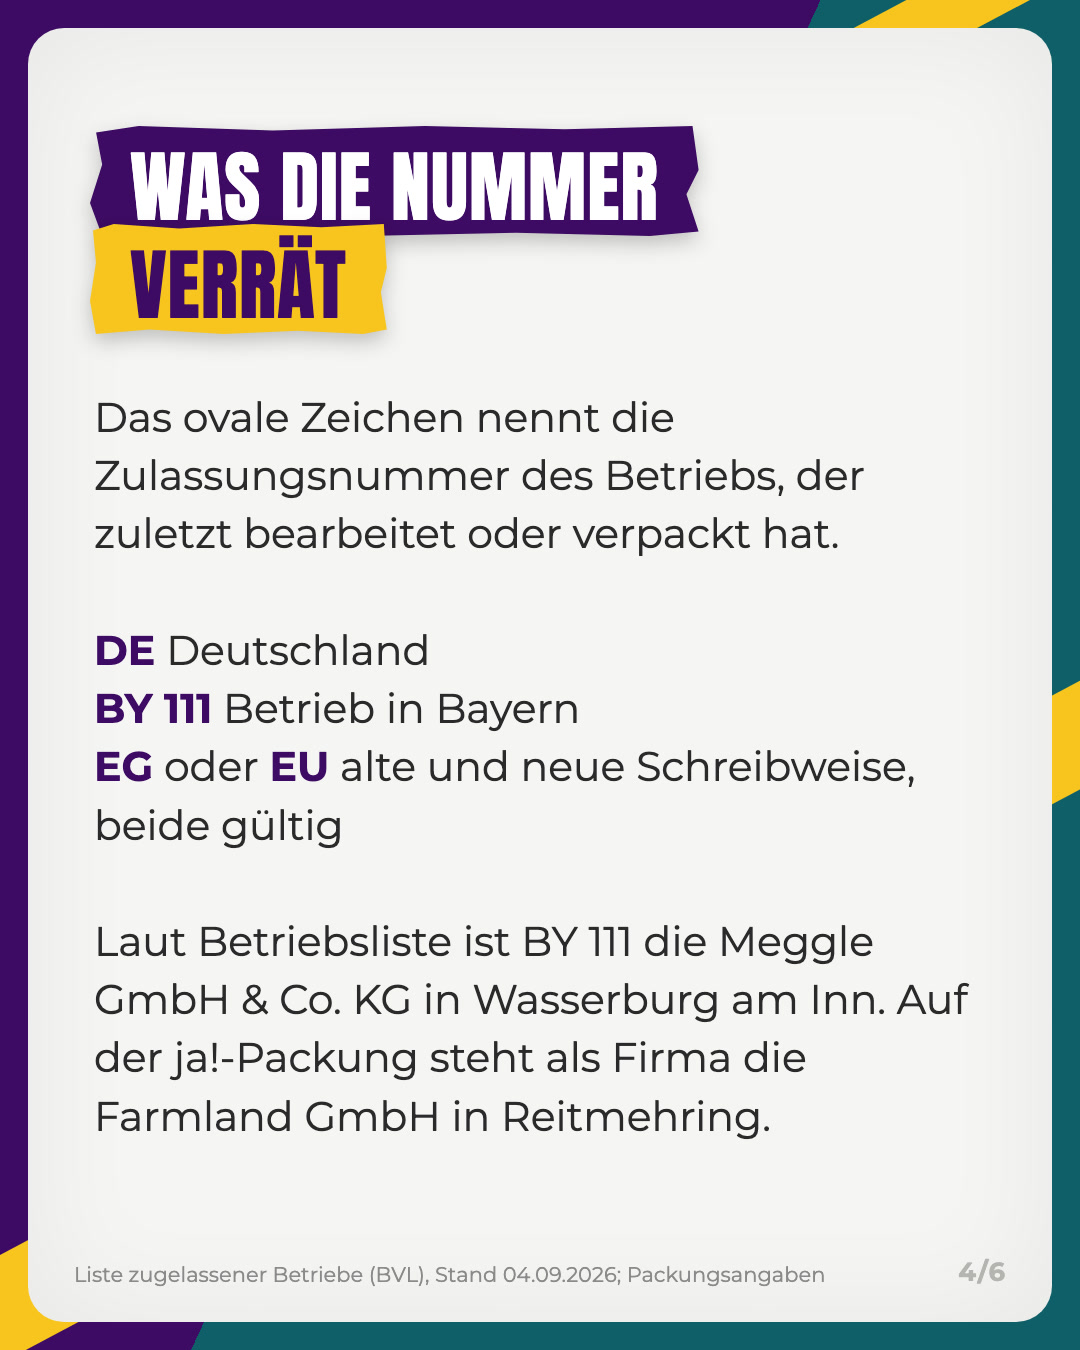 WAS DIE NUMMER
VERRÄT
Das ovale Zeichen nennt die
Zulassungsnummer des Betriebs, der
zuletzt bearbeitet oder verpackt hat.
DE Deutschland
BY 111 Betrieb in Bayern
EG oder EU alte und neue Schreibweise,
beide gültig
Laut Betriebsliste ist BY 111 die Meggle
GmbH & Co. KG in Wasserburg am Inn. Auf
der ja!-Packung steht als Firma die
Farmland GmbH in Reitmehring.
Liste zugelassener Betriebe (BVL), Stand 04.09.2026; Packungsangaben
4/6